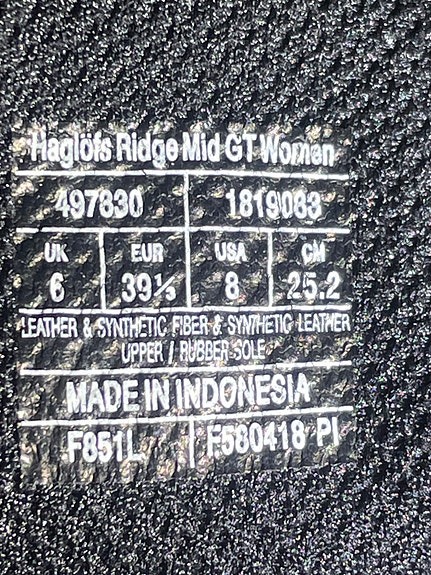 Haglöfs Ridge Mid GT Women
497830 1819083
UK EUR USA CM
6 39⅓ 8 25.2
LEATHER & SYNTHETIC FIBER & SYNTHETIC LEATHER
UPPER / RUBBER SOLE
MADE IN INDONESIA
F851L F580418 PI